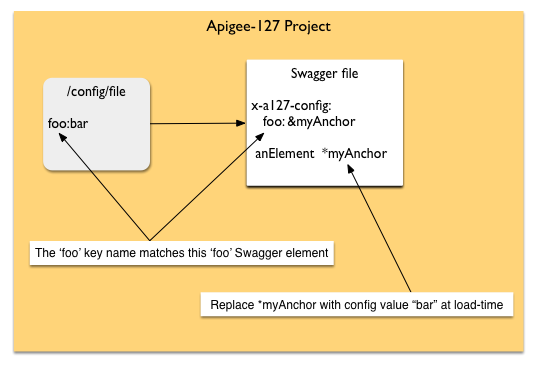 Apigee-127 Project
/config/file
foo:bar
Swagger file
x-a127-config:
foo: &myAnchor
anElement *myAnchor
The ‘foo’ key name matches this ‘foo’ Swagger element
Replace *myAnchor with config value “bar” at load-time